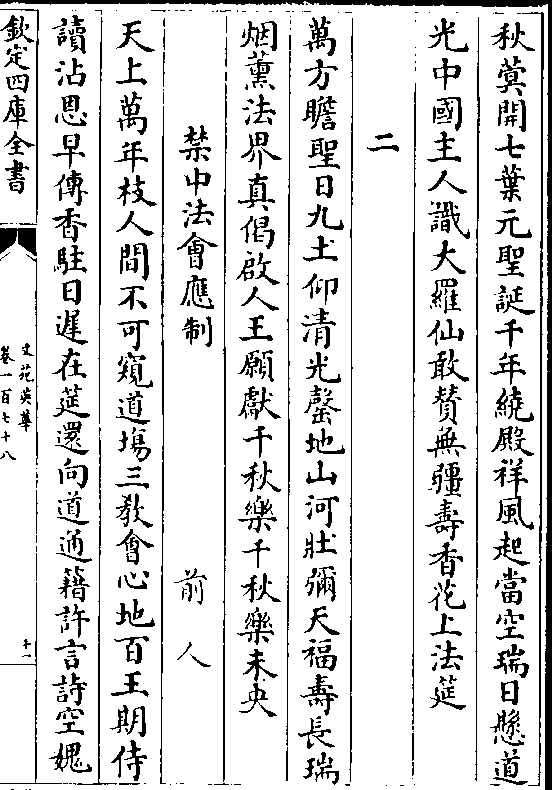 秋蓂開七葉元聖誕千年繞殿祥風起當空瑞日懸道
光中國主人識大羅仙敢賛無疆壽香花上法筵
二
萬方瞻聖日九土仰清光罄地山河壯彌天福壽長瑞
烟薫法界真偈啟人王願獻千秋樂千秋樂未央
禁中法會應制 前人
天上萬年枝人間不可窺道塲三教會心地百王期侍
讀沾恩早傳香駐日遲在筵還向道通籍許言詩空媿
欽定四庫全書
文苑英華
卷一百七十八
十一